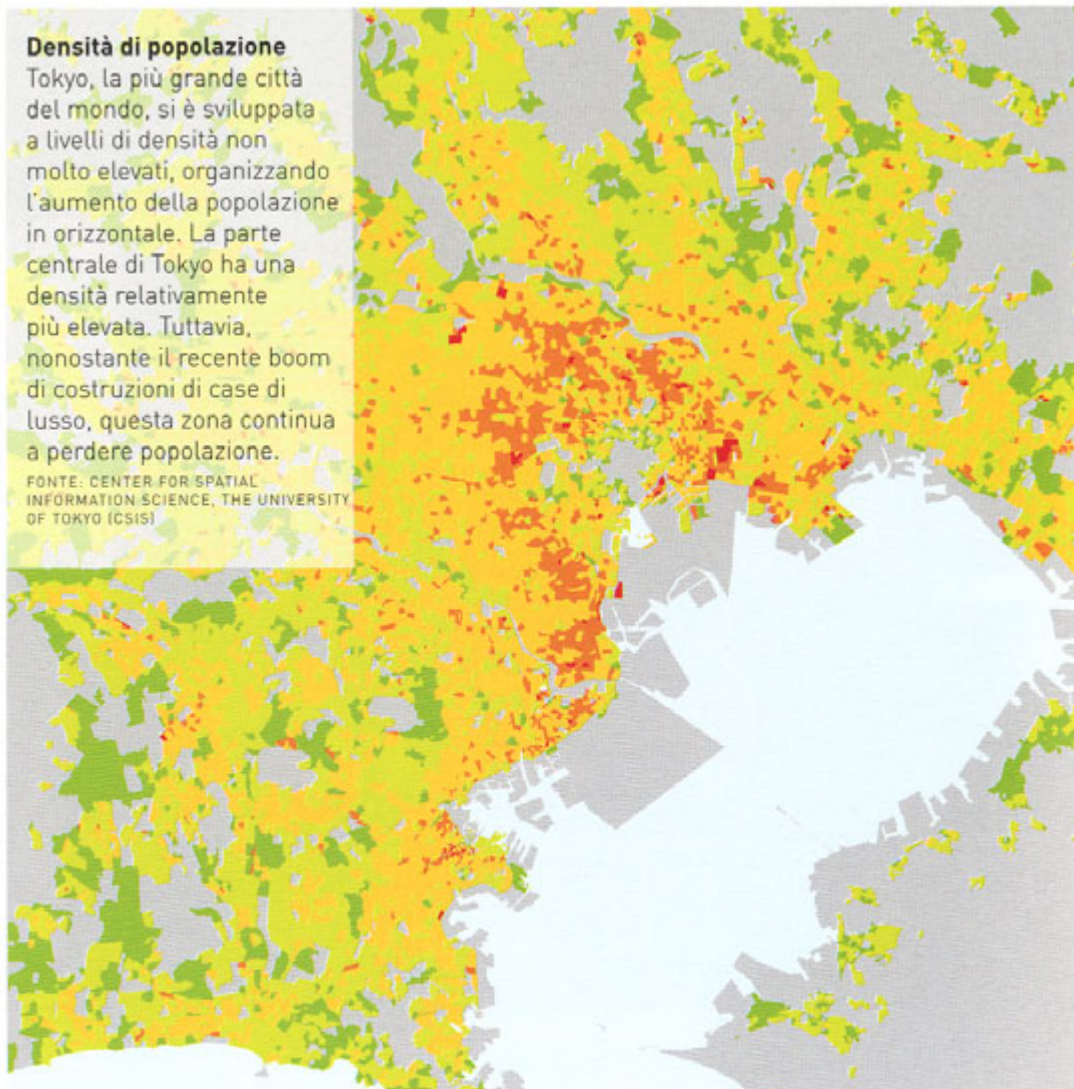 Densità di popolazione
Tokyo, la più grande città
del mondo, si è sviluppata
a livelli di densità non
molto elevati, organizzando
l'aumento della popolazione
in orizzontale. La parte
centrale di Tokyo ha una
densità relativamente
più elevata. Tuttavia,
nonostante il recente boom
di costruzioni di case di
lusso, questa zona continua
a perdere popolazione.
FONTE: CENTER FOR SPATIAL
INFORMATION SCIENCE, THE UNIVERSITY
OF TOKYO (CSIS)